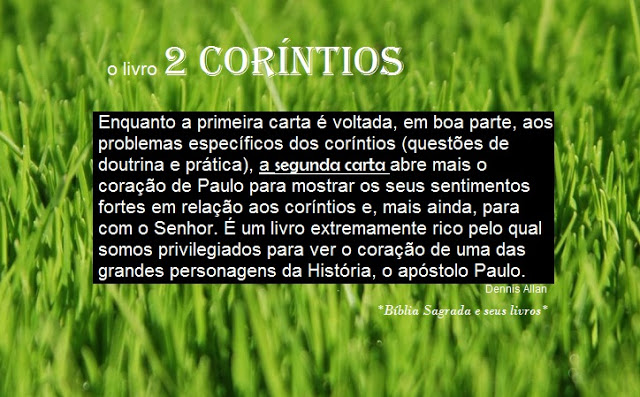 o livro 2 CORÍNTIOS
Enquanto a primeira carta é voltada, em boa parte, aos
problemas específicos dos coríntios (questões de
doutrina e prática), a segunda carta abre mais o
coração de Paulo para mostrar os seus sentimentos
fortes em relação aos coríntios e, mais ainda, para
com o Senhor. É um livro extremamente rico pelo qual
somos privilegiados para ver o coração de uma das
grandes personagens da História, o apóstolo Paulo.
Dennis Allan
*Bíblia Sagrada e seus livros*